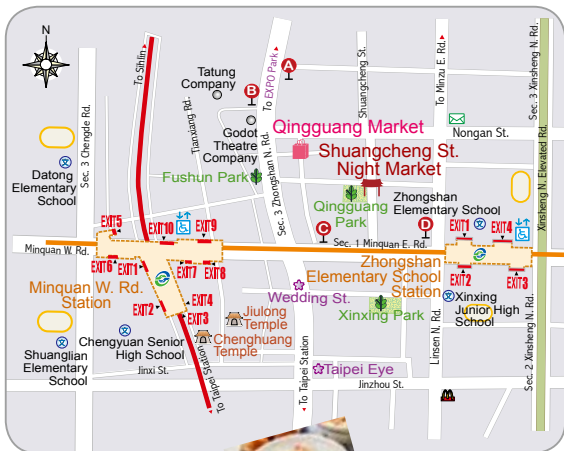 N
To Shilin
Tatung
Company
B
A
To EXPO Park
Shuangcheng St.
To Minzu E. Rd.
Sec. 3 Xinsheng N. Rd.
Sec. 3 Chengde Rd.
Tianxiang Rd.
Godot
Theatre
Company
Qingguang Market
Nongan St.
Shuangcheng St.
Night Market
Datong
Elementary
School
Fushun Park
Sec. 3 Zhongshan N. Rd.
Qingguang
Park
Zhongshan
Elementary School
Xinsheng N. Elevated Rd.
EXIT5
EXIT10
EXIT9
C
D
EXIT1
EXIT4
Minquan W. Rd.
Sec. 1 Minquan E. Rd.
EXIT6
EXIT1
EXIT7
EXIT8
Zhongshan
Elementary School
Station
EXIT2
EXIT3
Minquan W. Rd.
Station
EXIT2
EXIT4
EXIT3
Wedding St.
Xinxing
Junior High
School
Jiulong
Temple
Xinxing Park
Chenghuang
Temple
Chengyuan Senior
High School
Shuanglian
Elementary
School
Jinxi St.
To Taipei Station
To Taipei Station
Taipei Eye
Linsen N. Rd.
Sec. 2 Xinsheng N. Rd.
Jinzhou St.